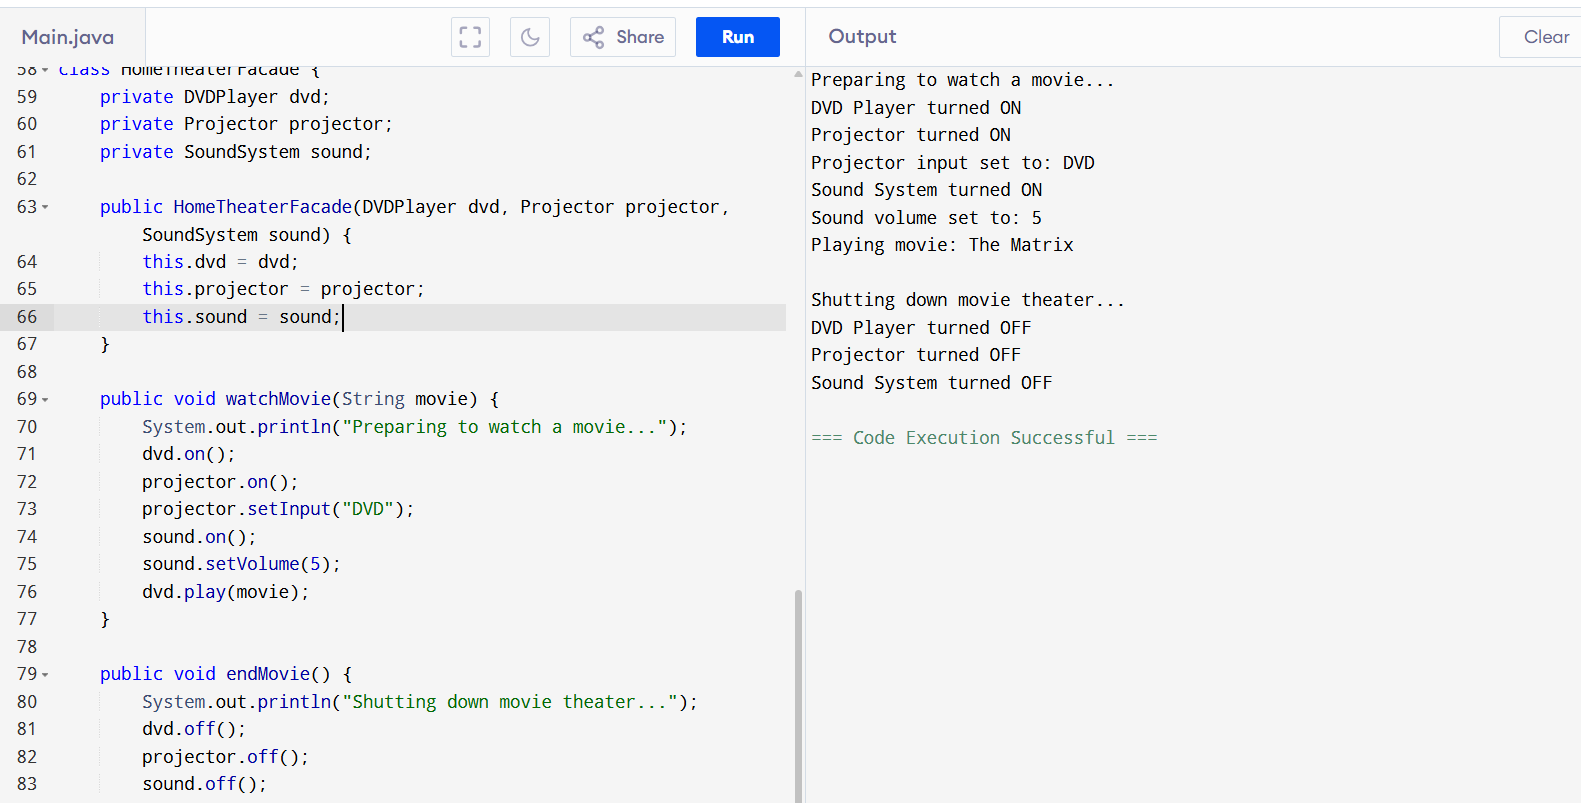 Main.java
Share
Run
Output
Clear
58 class HomeTheaterFacade {
59 private DVDPlayer dvd;
60 private Projector projector;
61 private SoundSystem sound;
62
63 public HomeTheaterFacade(DVDPlayer dvd, Projector projector,
SoundSystem sound) {
64 this.dvd = dvd;
65 this.projector = projector;
66 this.sound = sound;
67 }
68
69 public void watchMovie(String movie) {
70 System.out.println("Preparing to watch a movie...");
71 dvd.on();
72 projector.on();
73 projector.setInput("DVD");
74 sound.on();
75 sound.setVolume(5);
76 dvd.play(movie);
77 }
78
79 public void endMovie() {
80 System.out.println("Shutting down movie theater...");
81 dvd.off();
82 projector.off();
83 sound.off();
Preparing to watch a movie...
DVD Player turned ON
Projector turned ON
Projector input set to: DVD
Sound System turned ON
Sound volume set to: 5
Playing movie: The Matrix
Shutting down movie theater...
DVD Player turned OFF
Projector turned OFF
Sound System turned OFF
=== Code Execution Successful ===